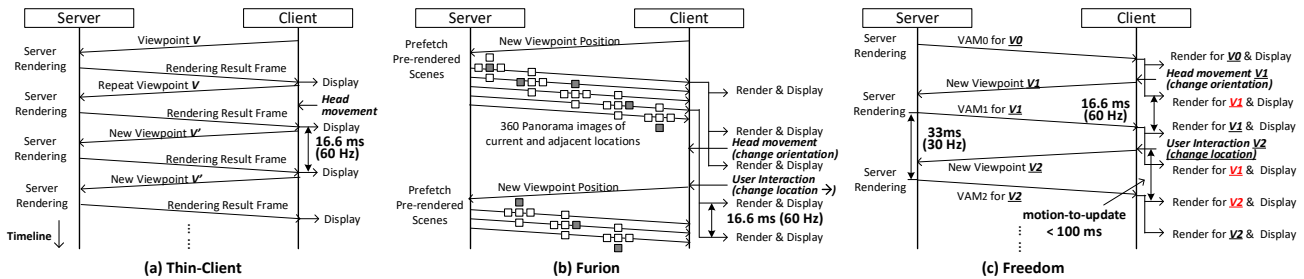 Server
Client
Viewpoint V
Server
Rendering
Rendering Result Frame
Display
Repeat Viewpoint V
Head
movement
Server
Rendering
Rendering Result Frame
Display
New Viewpoint V'
16.6 ms
(60 Hz)
Server
Rendering
Rendering Result Frame
Display
New Viewpoint V'
Server
Rendering
Rendering Result Frame
Display
Timeline
(a) Thin-Client
Server
Client
New Viewpoint Position
Prefetch
Pre-rendered
Scenes
Render & Display
360 Panorama images of
current and adjacent locations
Render & Display
Head movement
(change orientation)
Render & Display
User Interaction
(change location →)
New Viewpoint Position
Prefetch
Pre-rendered
Scenes
Render & Display
16.6 ms (60 Hz)
Render & Display
(b) Furion
Server
Client
Server
Rendering
VAM0 for V0
Render for V0 & Display
Head movement V1
(change orientation)
New Viewpoint V1
16.6 ms
(60 Hz)
Render for V1 & Display
Server
Rendering
VAM1 for V1
Render for V1 & Display
33ms
(30 Hz)
User Interaction V2
(change location)
Render for V1 & Display
New Viewpoint V2
Server
Rendering
VAM2 for V2
Render for V2 & Display
motion-to-update
< 100 ms
Render for V2 & Display
(c) Freedom